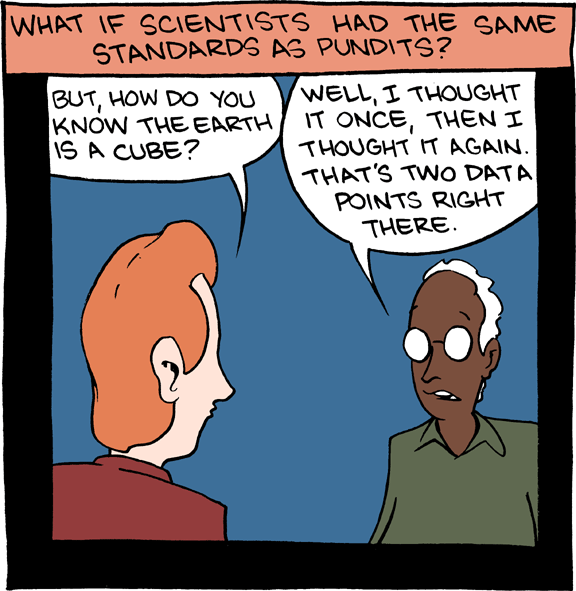 WHAT IF SCIENTISTS HAD THE SAME
STANDARDS AS PUNDITS?
BUT, HOW DO YOU
KNOW THE EARTH
IS A CUBE?
WELL, I THOUGHT
IT ONCE, THEN I
THOUGHT IT AGAIN.
THAT'S TWO DATA
POINTS RIGHT
THERE.